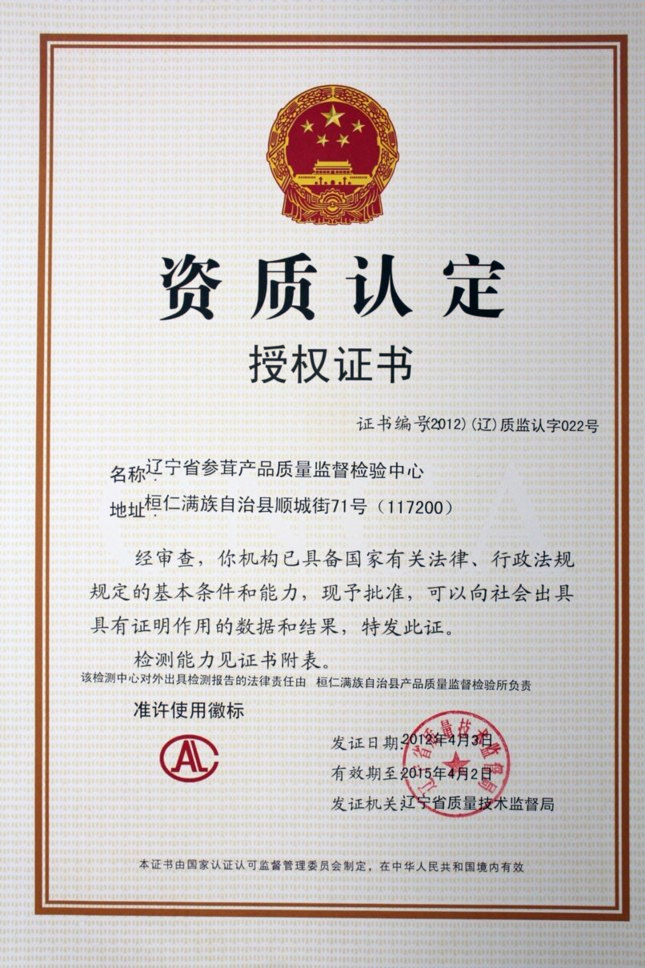 资质认定
授权证书
证书编号:(2012)(辽)质监认字022号
名称:辽宁省参茸产品质量监督检验中心
地址:桓仁满族自治县顺城街71号（117200）
经审查，你机构已具备国家有关法律、行政法规
规定的基本条件和能力，现予批准，可以向社会出具
具有证明作用的数据和结果，特发此证。
检测能力见证书附表。
该检测中心对外出具检测报告的法律责任由 桓仁满族自治县产品质量监督检验所负责
准许使用徽标
CAL
发证日期:2012年4月3日
有效期至:2015年4月2日
发证机关:辽宁省质量技术监督局
辽宁省质量技术监督局
本证书由国家认证认可监督管理委员会制定，在中华人民共和国境内有效